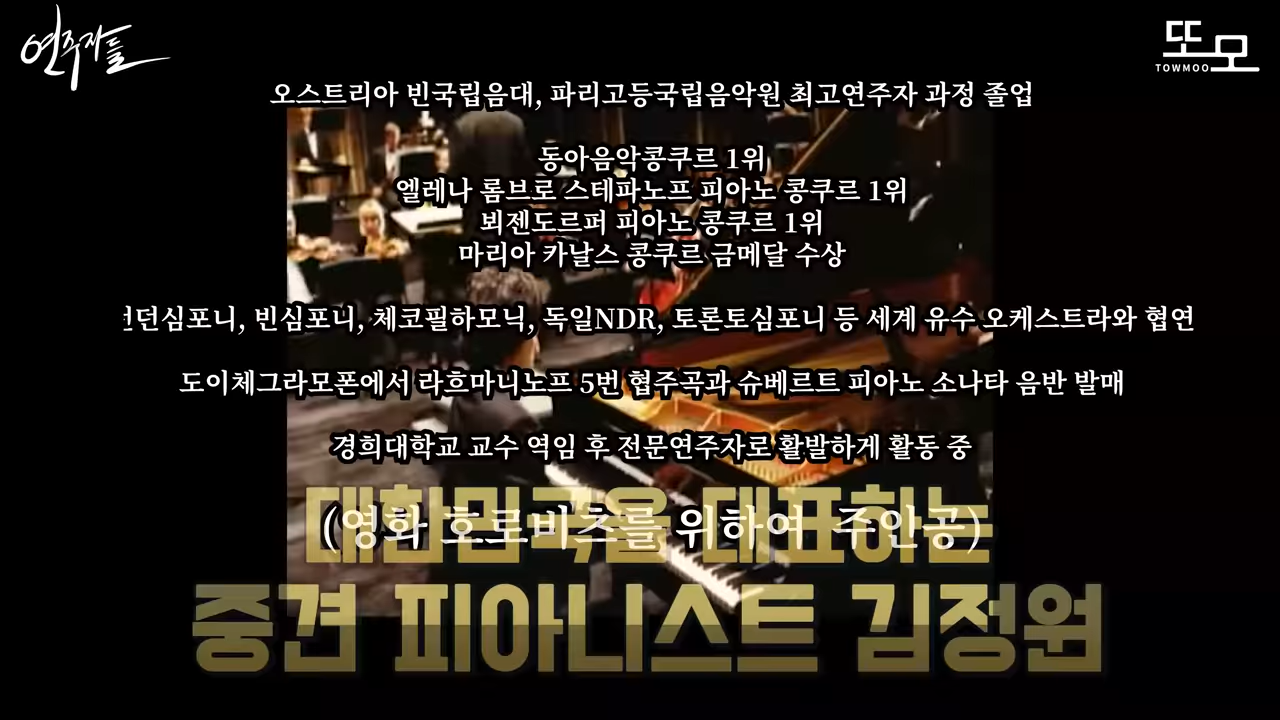 연주자들
또모
TOWMOO
오스트리아 빈국립음대, 파리고등국립음악원 최고연주자 과정 졸업
동아음악콩쿠르 1위
엘레나 롬브로 스테파노프 피아노 콩쿠르 1위
뵈젠도르퍼 피아노 콩쿠르 1위
마리아 카날스 콩쿠르 금메달 수상
빈심포니, 체코필하모닉, 독일NDR, 토론토심포니 등 세계 유수 오케스트라와 협연
도이체그라모폰에서 라흐마니노프 5번 협주곡과 슈베르트 피아노 소나타 음반 발매
경희대학교 교수 역임 후 전문연주자로 활발하게 활동 중
(영화 호로비츠를 위하여 주인공)
대한민국을 대표하는
중견 피아니스트 김정원